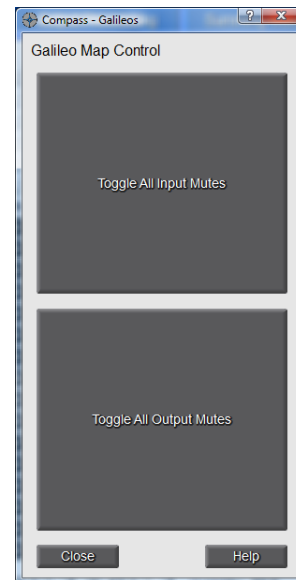 Compass - Galileos
Galileo Map Control
Toggle All Input Mutes
Toggle All Output Mutes
Close
Help